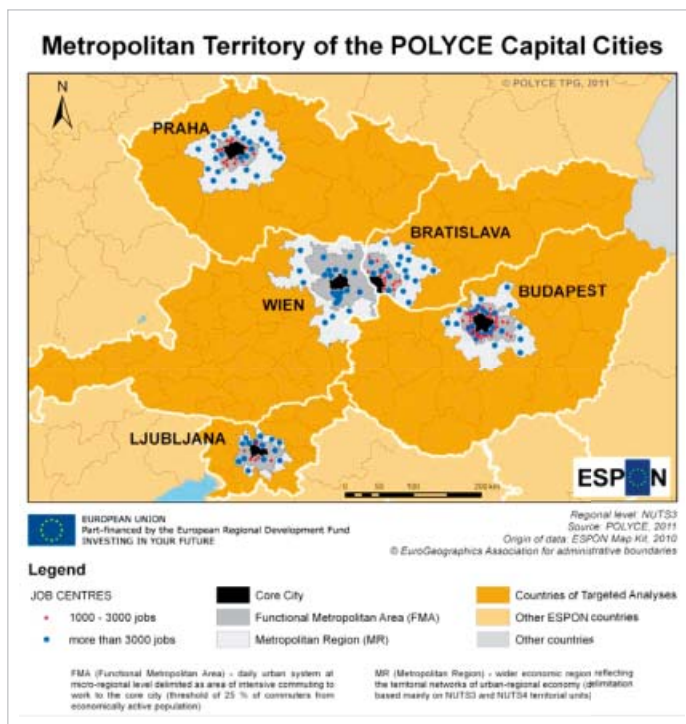 Metropolitan Territory of the POLYCE Capital Cities
© POLYCE TPG, 2011
N
PRAHA
BRATISLAVA
WIEN
BUDAPEST
LJUBLJANA
0 50 100 200 km
ESPON
EUROPEAN UNION
Part-financed by the European Regional Development Fund
INVESTING IN YOUR FUTURE
Regional level: NUTS3
Source: POLYCE, 2011
Origin of data: ESPON Map Kit, 2010
© EuroGeographics Association for administrative boundaries
Legend
JOB CENTRES
1000 - 3000 jobs
more than 3000 jobs
Core City
Functional Metropolitan Area (FMA)
Metropolitan Region (MR)
Countries of Targeted Analyses
Other ESPON countries
Other countries
FMA (Functional Metropolitan Area) - daily urban system at
micro-regional level delimited as area of intensive commuting to
work to the core city (threshold of 25 % of commuters from
economically active population)
MR (Metropolitan Region) - wider economic region reflecting
the territorial networks of urban-regional economy (delimitation
based mainly on NUTS3 and NUTS4 territorial units)